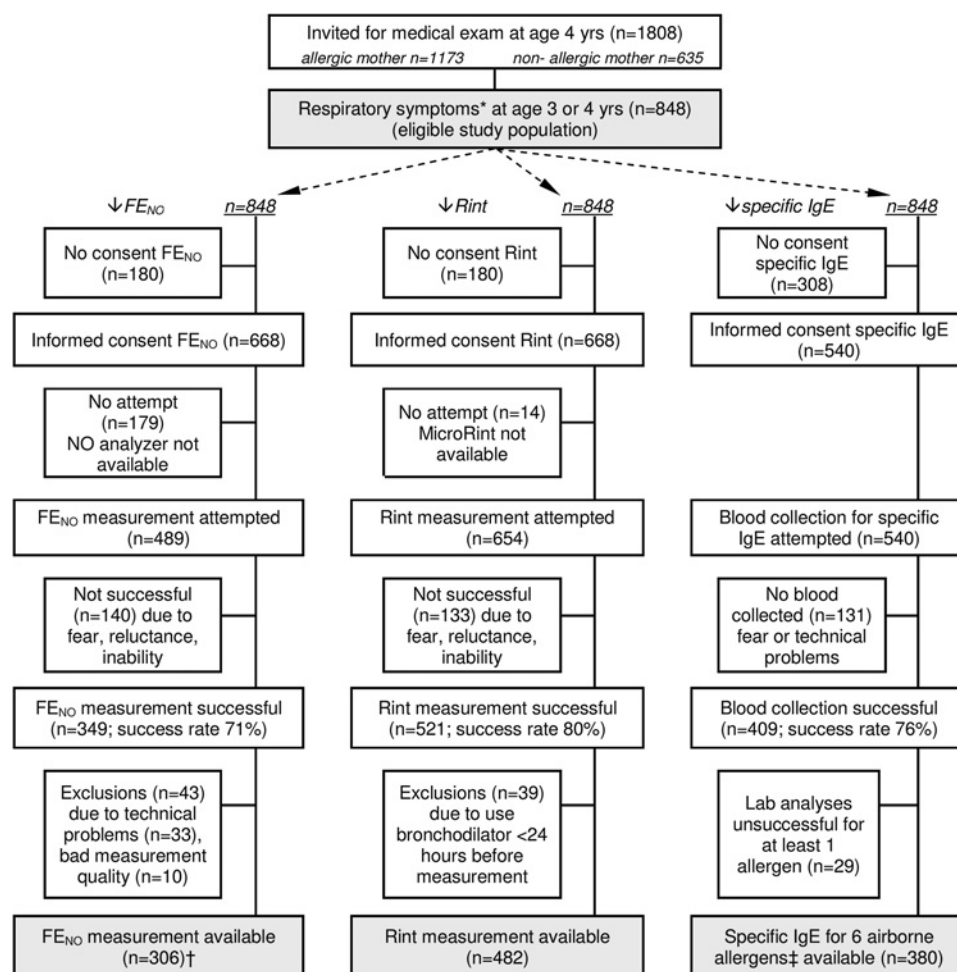 Invited for medical exam at age 4 yrs (n=1808)
allergic mother n=1173 non- allergic mother n=635
Respiratory symptoms* at age 3 or 4 yrs (n=848)
(eligible study population)
↓FENO n=848
No consent FENO
(n=180)
Informed consent FENO (n=668)
No attempt
(n=179)
NO analyzer not
available
FENO measurement attempted
(n=489)
Not successful
(n=140) due to
fear, reluctance,
inability
FENO measurement successful
(n=349; success rate 71%)
Exclusions (n=43)
due to technical
problems (n=33),
bad measurement
quality (n=10)
FENO measurement available
(n=306)†
↓Rint n=848
No consent Rint
(n=180)
Informed consent Rint (n=668)
No attempt (n=14)
MicroRint not
available
Rint measurement attempted
(n=654)
Not successful
(n=133) due to
fear, reluctance,
inability
Rint measurement successful
(n=521; success rate 80%)
Exclusions (n=39)
due to use
bronchodilator <24
hours before
measurement
Rint measurement available
(n=482)
↓specific IgE n=848
No consent
specific IgE
(n=308)
Informed consent specific IgE
(n=540)
Blood collection for specific
IgE attempted (n=540)
No blood
collected (n=131)
fear or technical
problems
Blood collection successful
(n=409; success rate 76%)
Lab analyses
unsuccessful for
at least 1
allergen (n=29)
Specific IgE for 6 airborne
allergens‡ available (n=380)